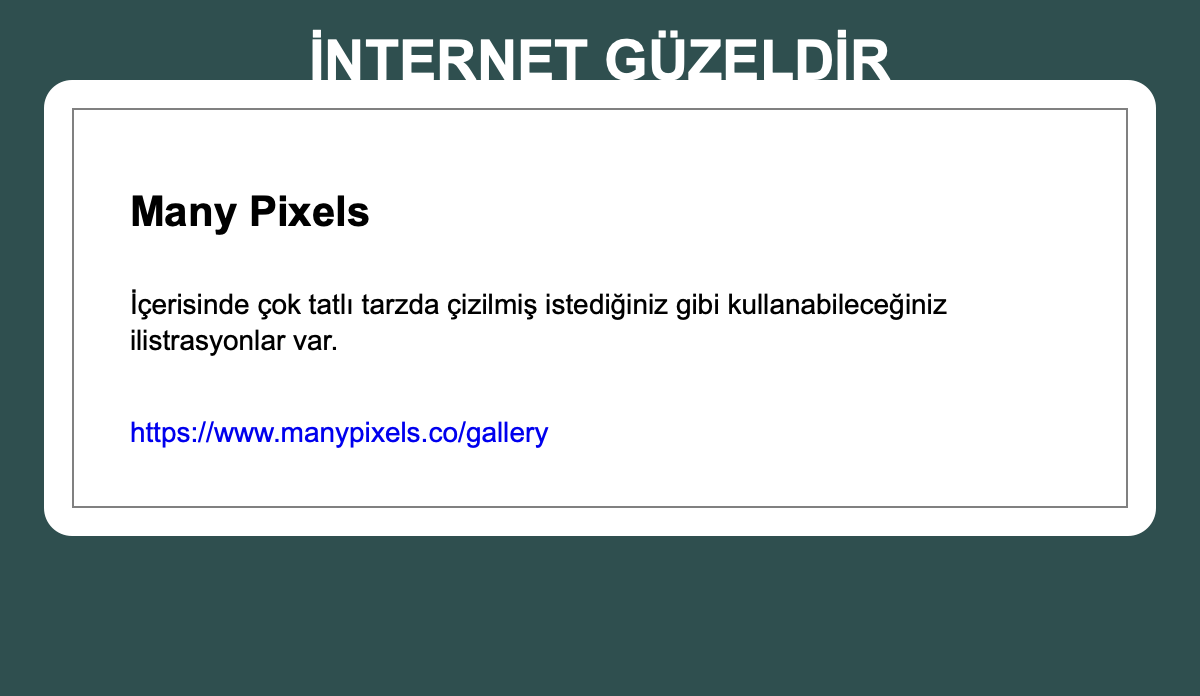 İNTERNET GÜZELDİR
Many Pixels
İçerisinde çok tatlı tarzda çizilmiş istediğiniz gibi kullanabileceğiniz
ilistrasyonlar var.
https://www.manypixels.co/gallery